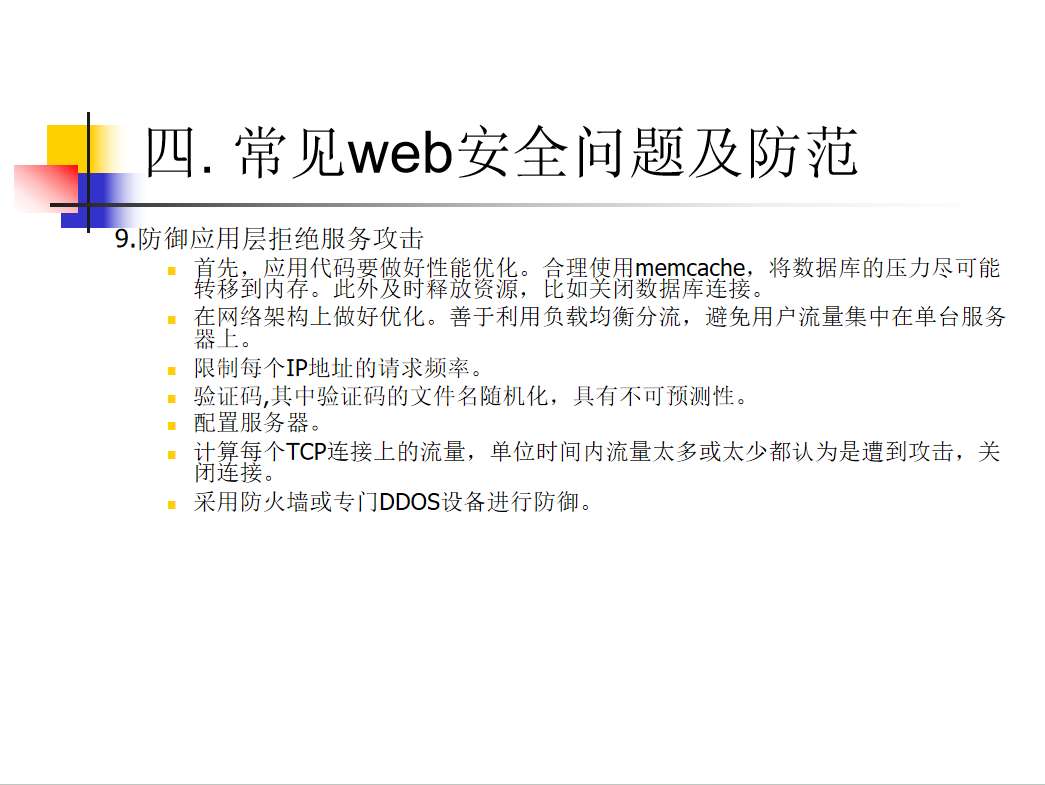 四. 常见web安全问题及防范
9.防御应用层拒绝服务攻击
首先，应用代码要做好性能优化。合理使用memcache，将数据库的压力尽可能
转移到内存。此外及时释放资源，比如关闭数据库连接。
在网络架构上做好优化。善于利用负载均衡分流，避免用户流量集中在单台服务
器上。
限制每个IP地址的请求频率。
验证码,其中验证码的文件名随机化，具有不可预测性。
配置服务器。
计算每个TCP连接上的流量，单位时间内流量太多或太少都认为是遭到攻击，关
闭连接。
采用防火墙或专门DDOS设备进行防御。